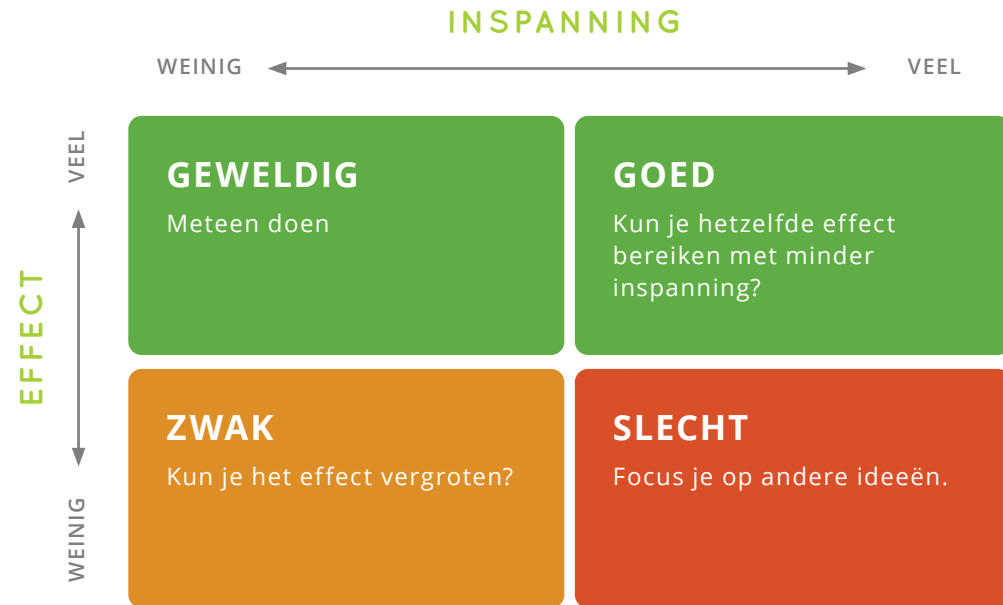 INSPANNING
WEINIG
VEEL
VEEL
EFFECT
WEINIG
GEWELDIG
Meteen doen
GOED
Kun je hetzelfde effect
bereiken met minder
inspanning?
ZWAK
Kun je het effect vergroten?
SLECHT
Focus je op andere ideeën.